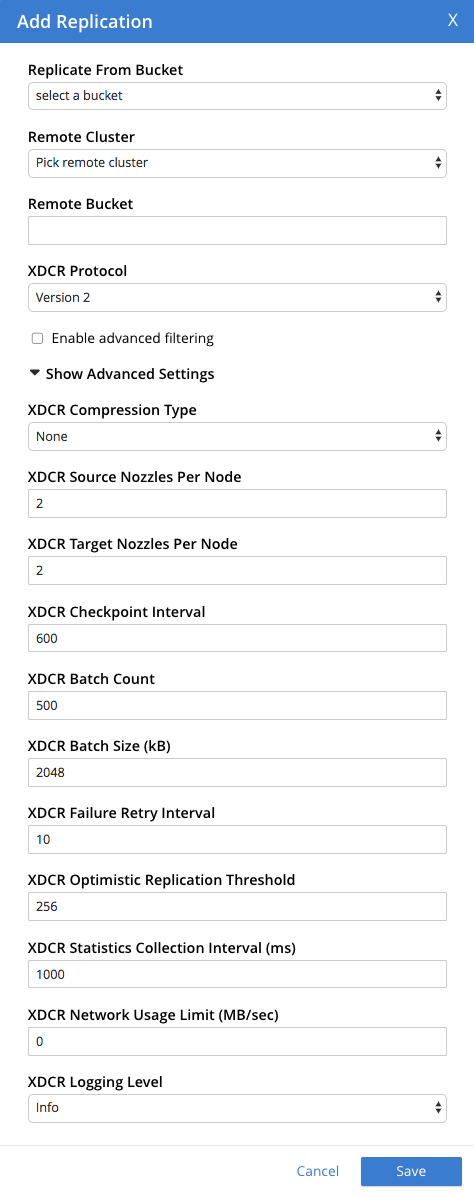 Add Replication X
Replicate From Bucket
select a bucket
Remote Cluster
Pick remote cluster
Remote Bucket
XDCR Protocol
Version 2
Enable advanced filtering
Show Advanced Settings
XDCR Compression Type
None
XDCR Source Nozzles Per Node
2
XDCR Target Nozzles Per Node
2
XDCR Checkpoint Interval
600
XDCR Batch Count
500
XDCR Batch Size (kB)
2048
XDCR Failure Retry Interval
10
XDCR Optimistic Replication Threshold
256
XDCR Statistics Collection Interval (ms)
1000
XDCR Network Usage Limit (MB/sec)
0
XDCR Logging Level
Info
Cancel Save